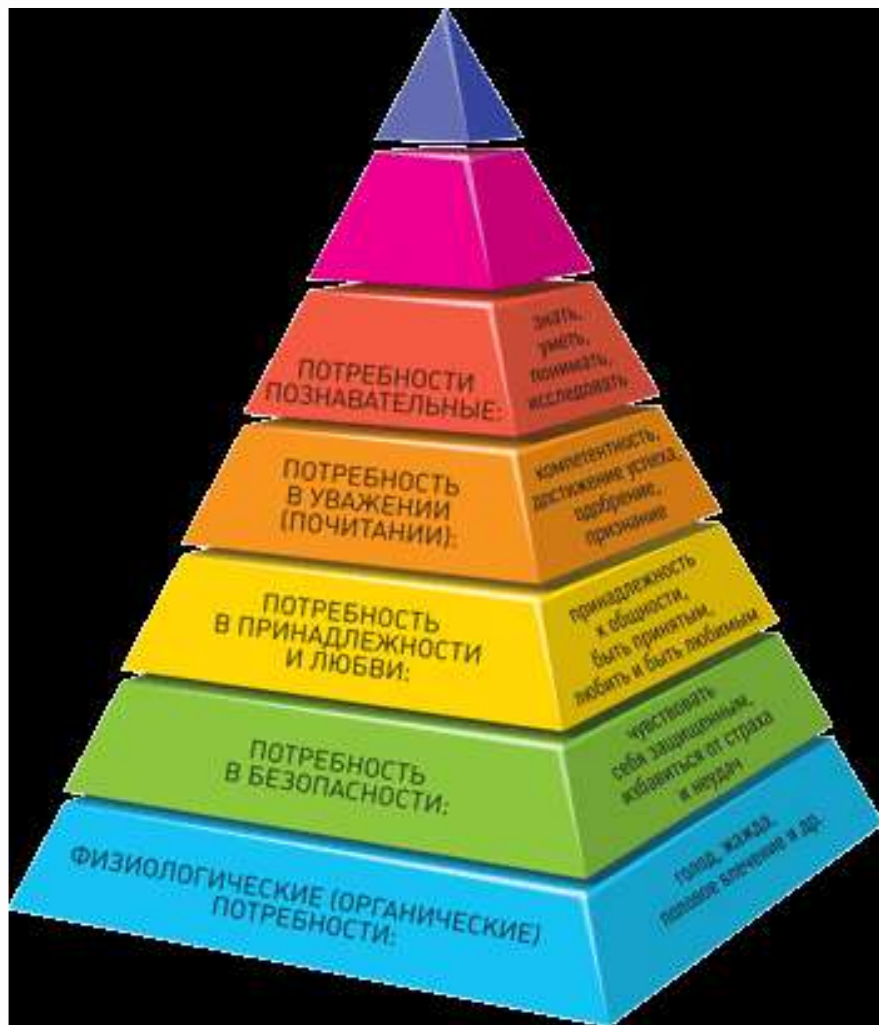 ПОТРЕБНОСТИ
ПОЗНАВАТЕЛЬНЫЕ:
знать,
уметь,
понимать,
исследовать
ПОТРЕБНОСТЬ
В УВАЖЕНИИ
(ПОЧИТАНИИ):
компетентность,
достижение успеха,
одобрение,
признание
ПОТРЕБНОСТЬ
В ПРИНАДЛЕЖНОСТИ
И ЛЮБВИ:
принадлежность
к общности,
быть принятым,
любить и быть любимым
ПОТРЕБНОСТЬ
В БЕЗОПАСНОСТИ:
чувствовать
себя защищенным,
избавиться от страха
и неудач
ФИЗИОЛОГИЧЕСКИЕ (ОРГАНИЧЕСКИЕ)
ПОТРЕБНОСТИ:
голод, жажда,
половое влечение и др.